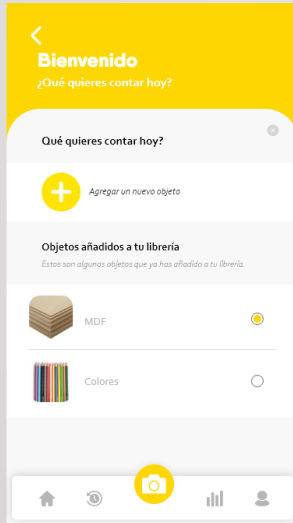 Bienvenido
¿Qué quieres contar hoy?
Qué quieres contar hoy?
Agregar un nuevo objeto
Objetos añadidos a tu librería
Estos son algunos objetos que ya has añadido a tu librería.
MDF
Colores